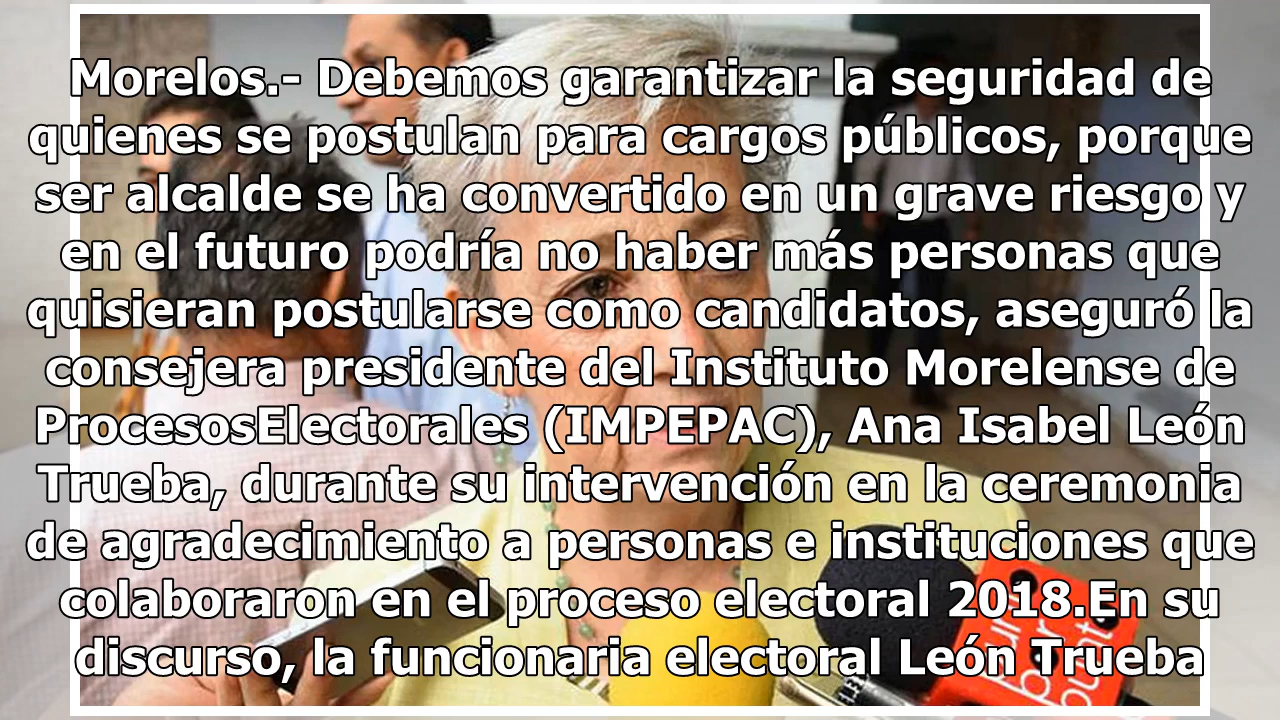 Morelos.- Debemos garantizar la seguridad de
quienes se postulan para cargos públicos, porque
ser alcalde se ha convertido en un grave riesgo y
en el futuro podría no haber más personas que
quisieran postularse como candidatos, aseguró la
consejera presidente del Instituto Morelense de
ProcesosElectorales (IMPEPAC), Ana Isabel León
Trueba, durante su intervención en la ceremonia
de agradecimiento a personas e instituciones que
colaboraron en el proceso electoral 2018.En su
discurso, la funcionaria electoral León Trueba